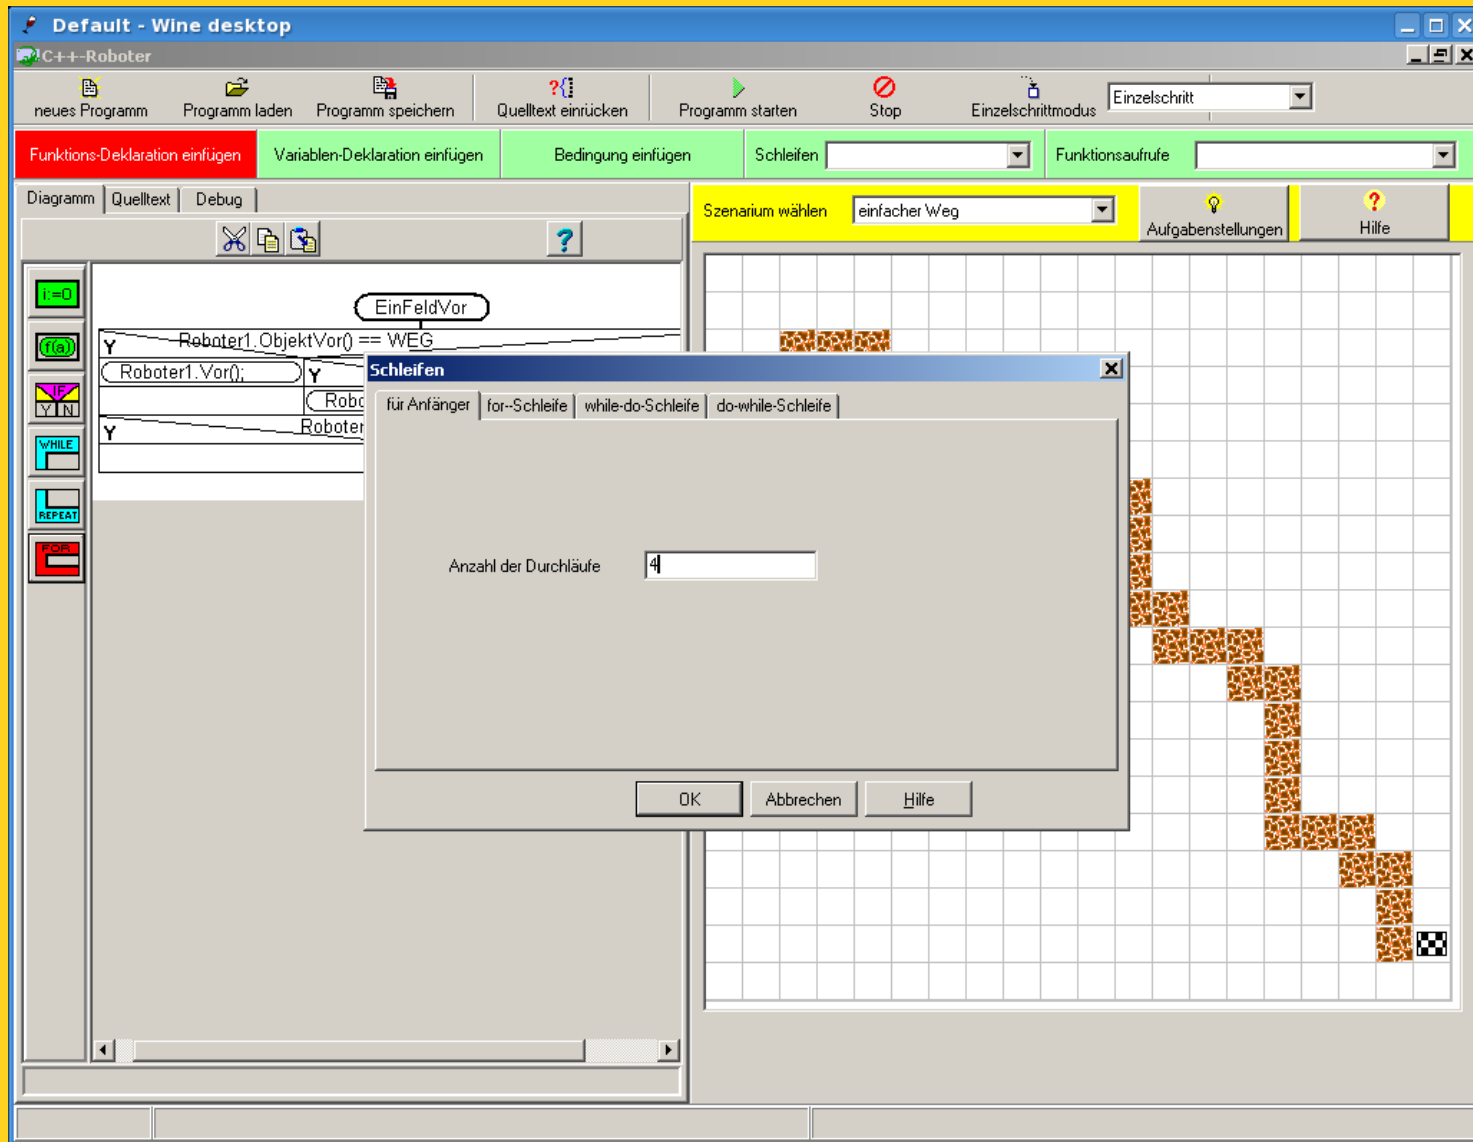 Default - Wine desktop
C++-Roboter
neues Programm
Programm laden
Programm speichern
?{
Quelltext einrücken
Programm starten
Stop
Einzelschrittmodus
Einzelschritt
Funktions-Deklaration einfügen
Variablen-Deklaration einfügen
Bedingung einfügen
Schleifen
Funktionsaufrufe
Diagramm
Quelltext
Debug
Szenarium wählen
einfacher Weg
Aufgabenstellungen
?
Hilfe
?
i:=0
f(a)
IF
Y N
WHILE
REPEAT
FOR
EinFeldVor
Roboter1.ObjektVor() == WEG
Y
Roboter1.Vor();
Y
Robo
Y
Roboter
Schleifen
für Anfänger
for--Schleife
while-do-Schleife
do-while-Schleife
Anzahl der Durchläufe
4
OK
Abbrechen
Hilfe